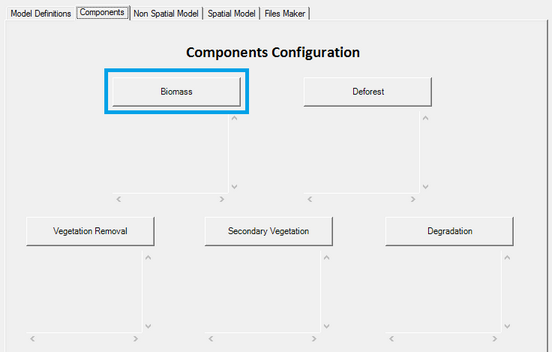 Model Definitions Components Non Spatial Model Spatial Model Files Maker
Components Configuration
Biomass Deforest
Vegetation Removal Secondary Vegetation Degradation